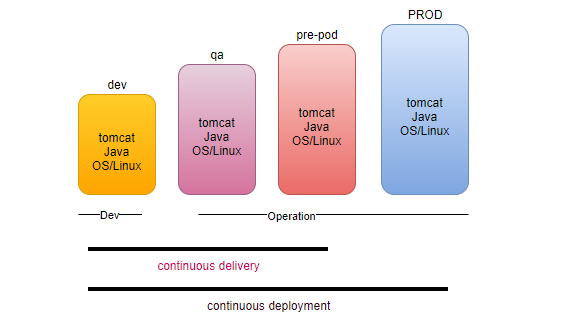 PROD
pre-pod
qa
dev
tomcat
Java
OS/Linux
tomcat
Java
OS/Linux
tomcat
Java
OS/Linux
tomcat
Java
OS/Linux
Dev
Operation
continuous delivery
continuous deployment